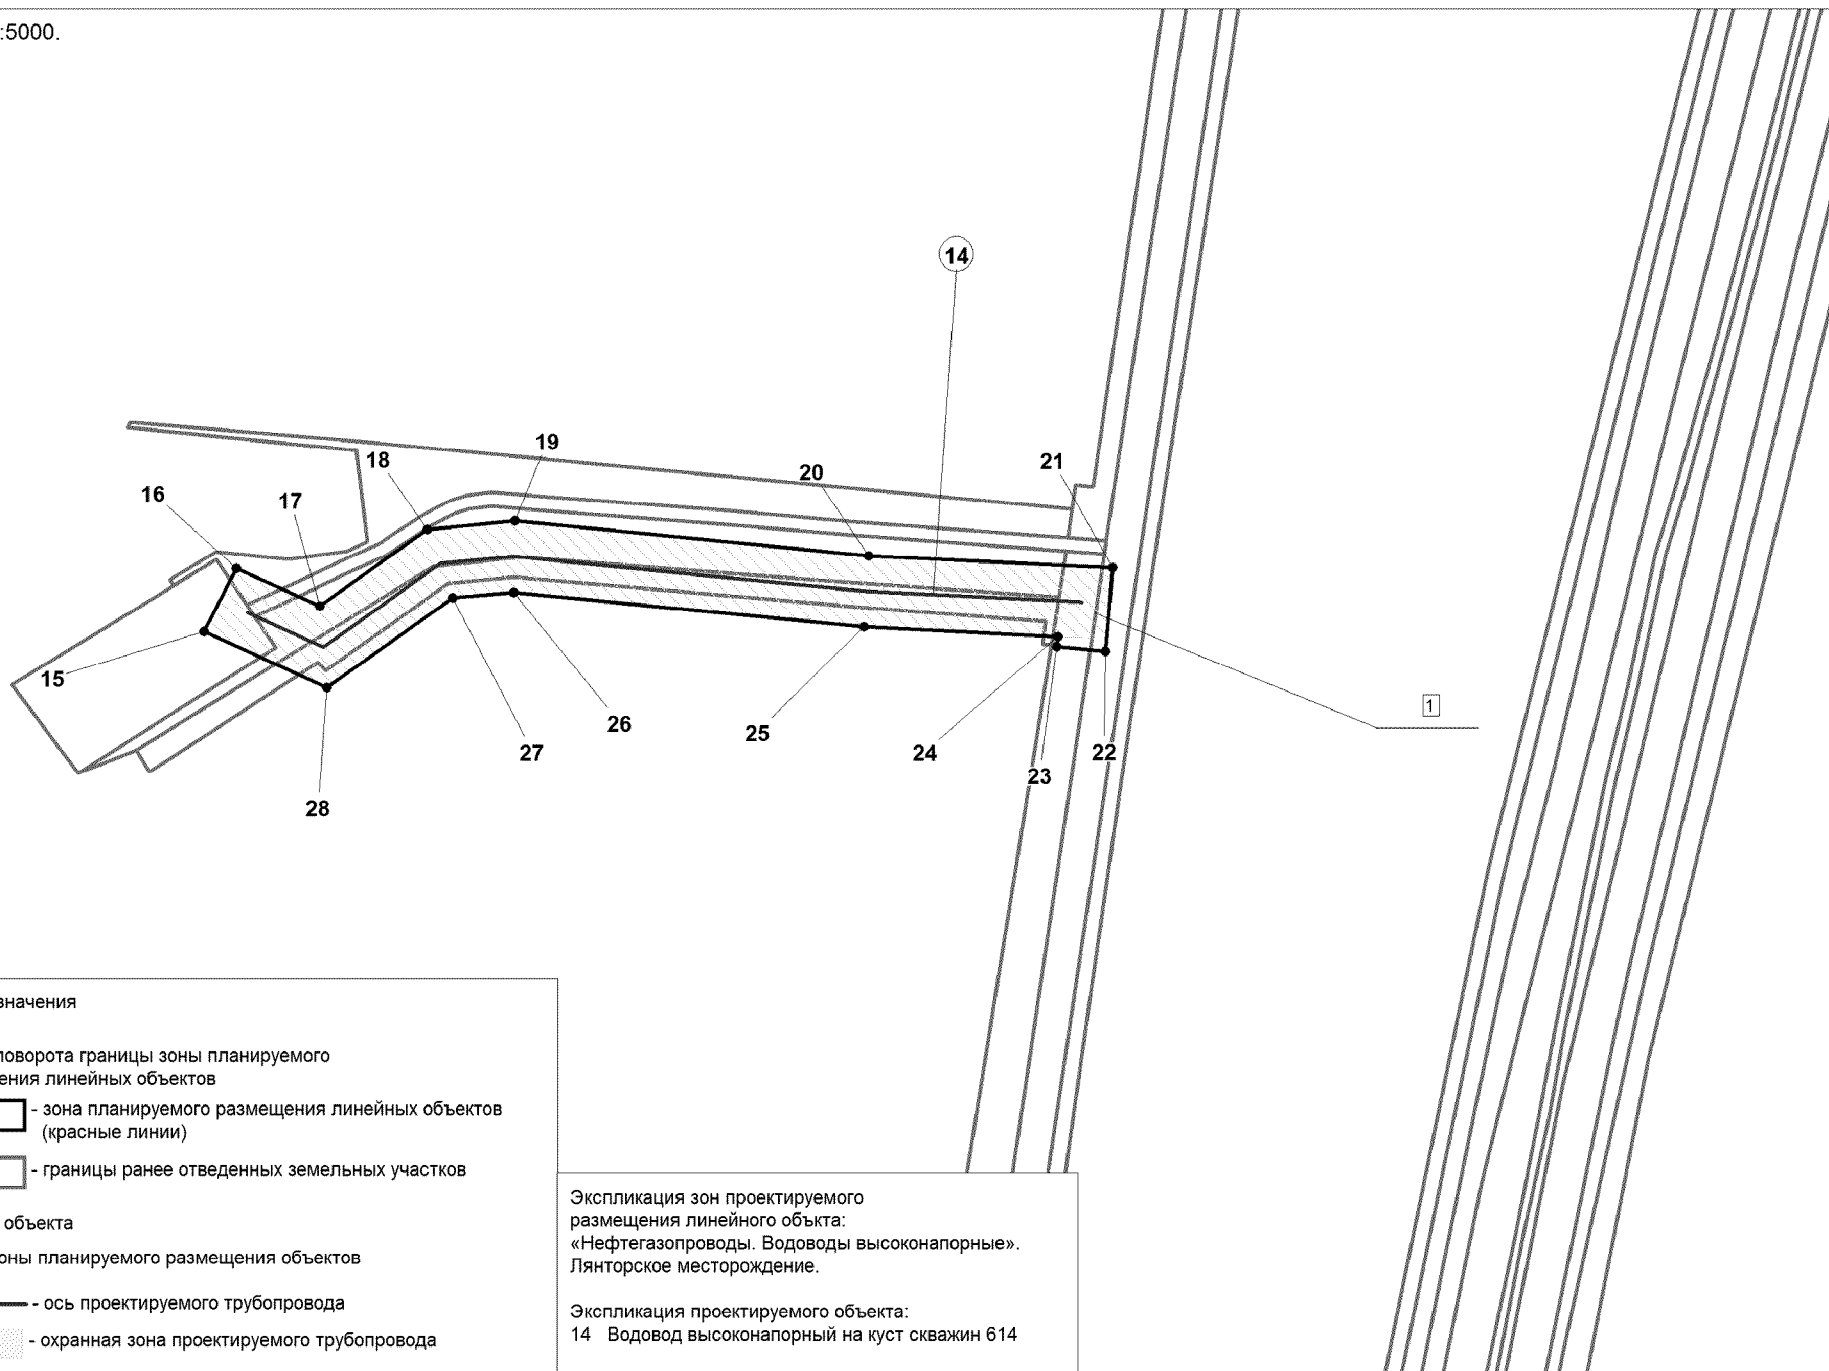 :5000.
14
19
18
20
21
16
17
15
1
26
25
27
24
22
23
28
значения
поворота границы зоны планируемого
ения линейных объектов
- зона планируемого размещения линейных объектов
(красные линии)
- границы ранее отведенных земельных участков
объекта
оны планируемого размещения объектов
- ось проектируемого трубопровода
- охранная зона проектируемого трубопровода
Экспликация зон проектируемого
размещения линейного объкта:
«Нефтегазопроводы. Водоводы высоконапорные».
Лянторское месторождение.
Экспликация проектируемого объекта:
14 Водовод высоконапорный на куст скважин 614